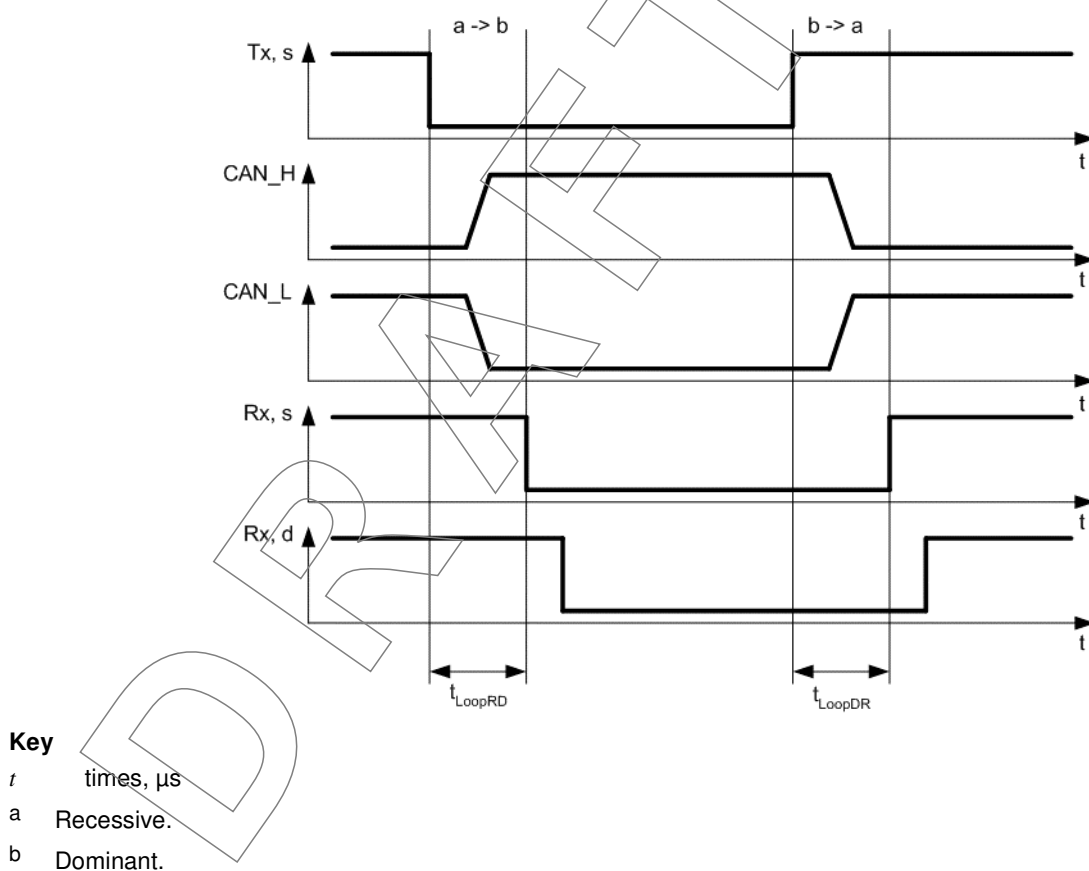 a -> b b -> a
Tx, s
t
CAN_H
t
CAN_L
t
Rx, s
t
Rx, d
t
tLoopRD tLoopDR
Key
t times, µs
a Recessive.
b Dominant.
DRAFT